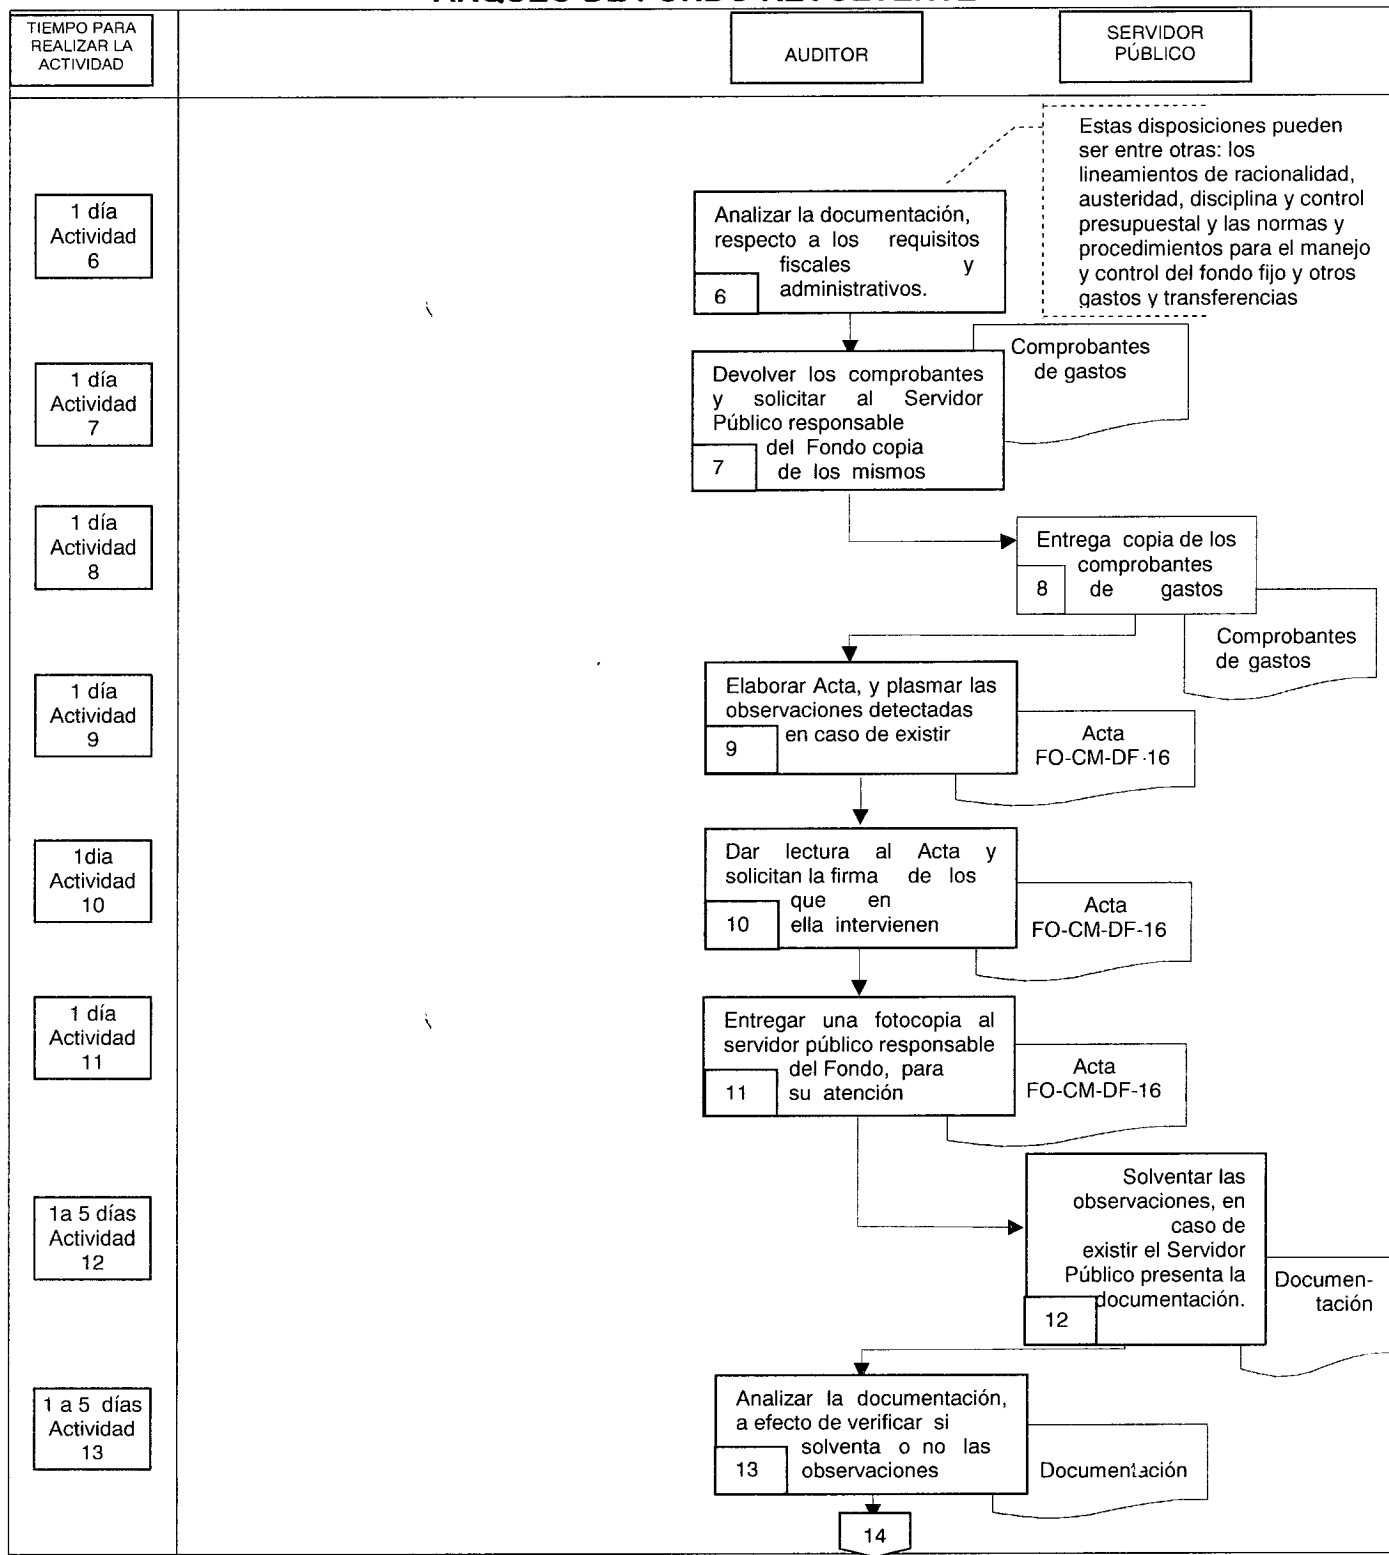 ARQUEO DE FONDO REVOLVENTE
TIEMPO PARA
REALIZAR LA
ACTIVIDAD
AUDITOR
SERVIDOR
PÚBLICO
Estas disposiciones pueden
ser entre otras: los
lineamientos de racionalidad,
austeridad, disciplina y control
presupuestal y las normas y
procedimientos para el manejo
y control del fondo fijo y otros
gastos y transferencias
1 día
Actividad
6
Analizar la documentación,
respecto a los requisitos
fiscales y
administrativos.
6
Comprobantes
de gastos
1 día
Actividad
7
Devolver los comprobantes
y solicitar al Servidor
Público responsable
del Fondo copia
de los mismos
7
1 día
Actividad
8
Entrega copia de los
comprobantes
de gastos
8
Comprobantes
de gastos
1 día
Actividad
9
Elaborar Acta, y plasmar las
observaciones detectadas
en caso de existir
9
Acta
FO-CM-DF-16
1dia
Actividad
10
Dar lectura al Acta y
solicitan la firma de los
que en
ella intervienen
10
Acta
FO-CM-DF-16
1 día
Actividad
11
Entregar una fotocopia al
servidor público responsable
del Fondo, para
su atención
11
Acta
FO-CM-DF-16
1a 5 días
Actividad
12
Solventar las
observaciones, en
caso de
existir el Servidor
Público presenta la
documentación.
12
Documen-
tación
1 a 5 días
Actividad
13
Analizar la documentación,
a efecto de verificar si
solventa o no las
observaciones
13
Documentación
14